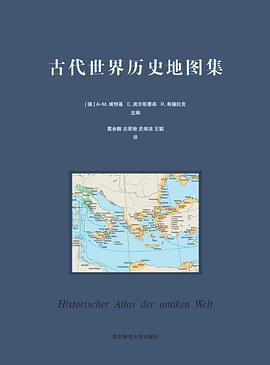 古代世界历史地图集
[德] A-M. 威特基 E. 奥尔斯豪森 R. 希德拉克
主编
葛会鹏 古原驰 史湘洁 王聪
译
Historischer Atlas der antiken Welt
华东师范大学出版社